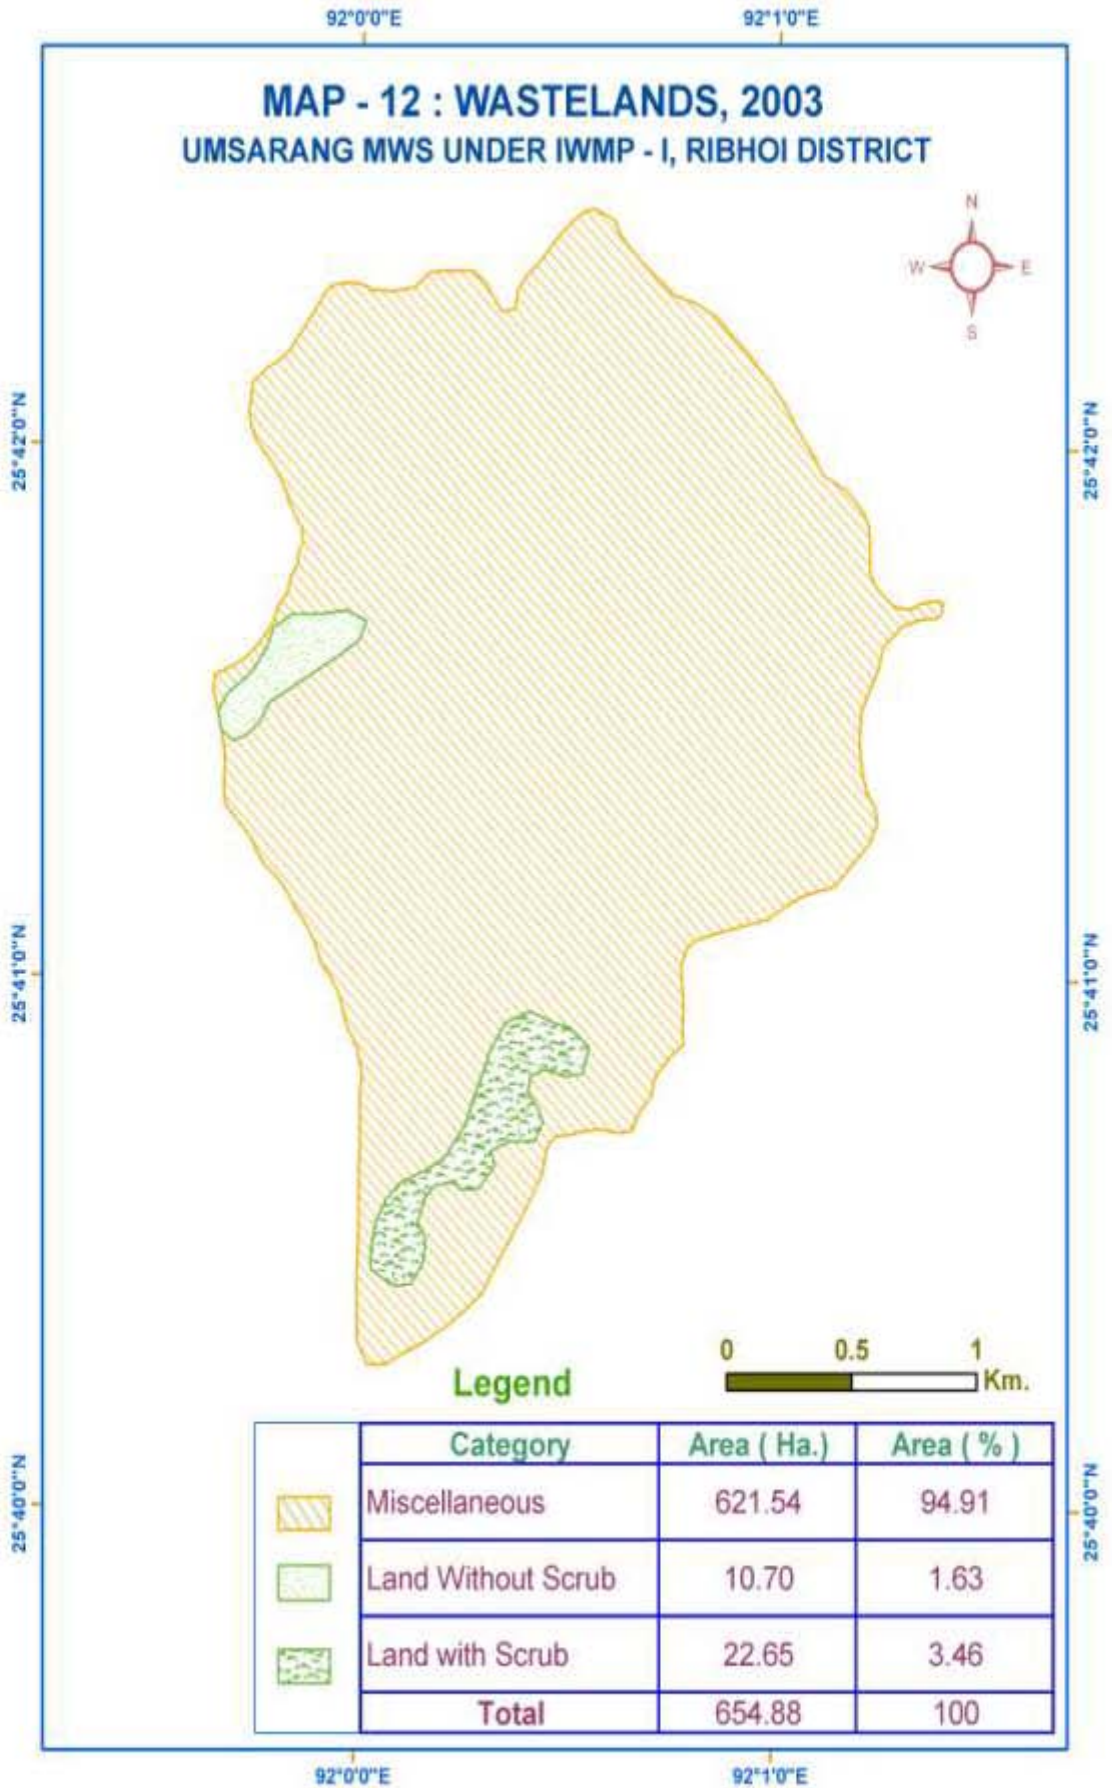 92°0'0"E 92°1'0"E
MAP - 12 : WASTELANDS, 2003
UMSARANG MWS UNDER IWMP - I, RIBHOI DISTRICT
N
W E
S
25°42'0"N 25°42'0"N
25°41'0"N 25°41'0"N
0 0.5 1
Km.
Legend
Category Area ( Ha.) Area ( % )
Miscellaneous 621.54 94.91
25°40'0"N 25°40'0"N
Land Without Scrub 10.70 1.63
Land with Scrub 22.65 3.46
Total 654.88 100
92°0'0"E 92°1'0"E